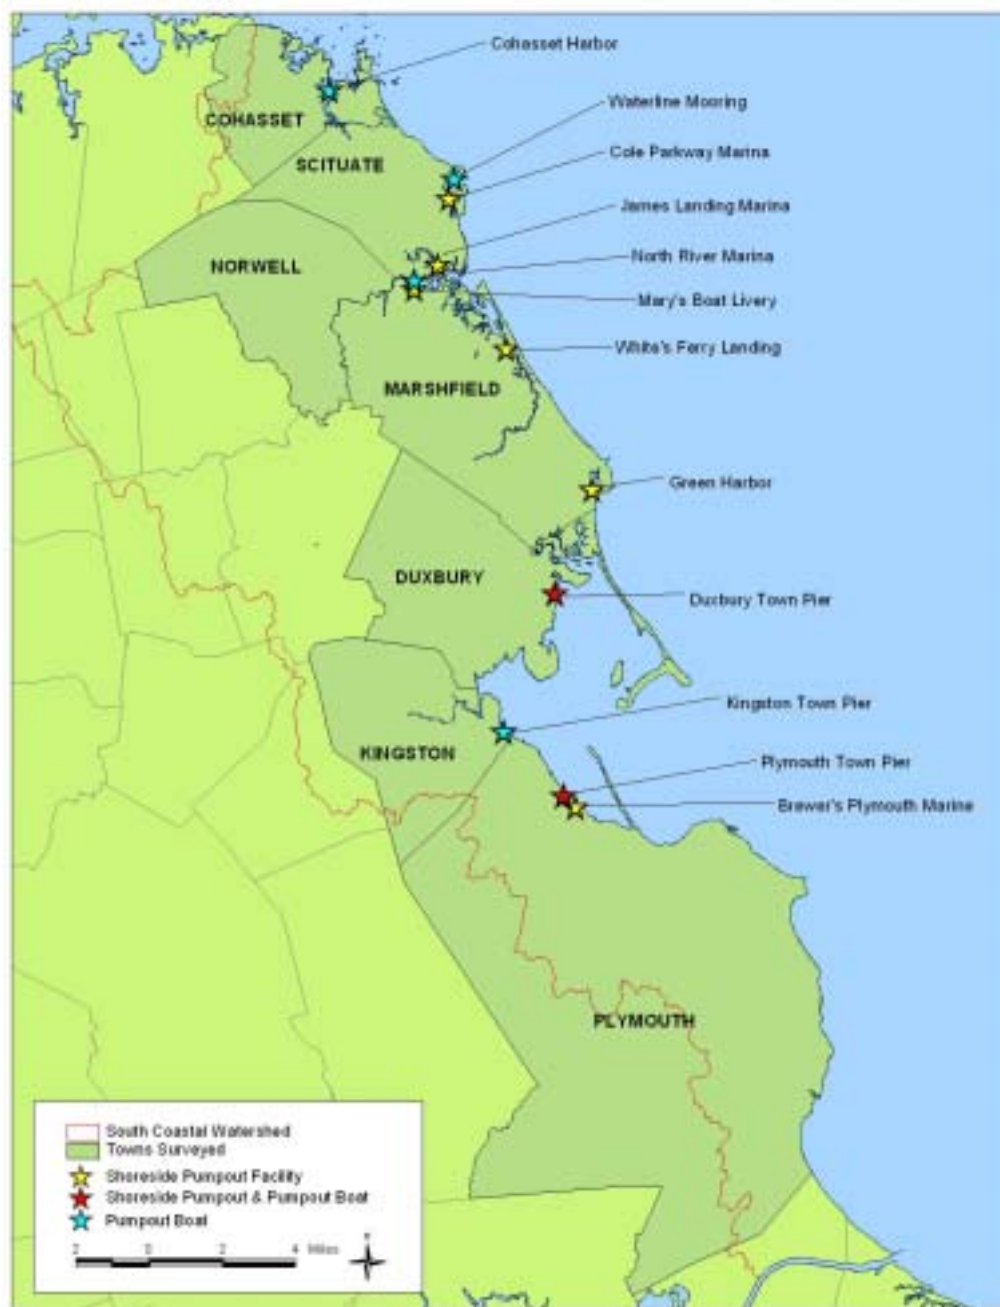 Cohasset Harbor
Waterline Mooring
COHASSET
Cole Parkway Marina
SCITUATE
James Landing Marina
North River Marina
NORWELL
Mary's Boat Livery
White's Ferry Landing
MARSHFIELD
Green Harbor
DUXBURY
Duxbury Town Pier
Kingston Town Pier
KINGSTON
Plymouth Town Pier
Brewer's Plymouth Marine
PLYMOUTH
South Coastal Watershed
Towns Surveyed
Shoreside Pumpout Facility
Shoreside Pumpout & Pumpout Boat
Pumpout Boat
2 0 2 4 Miles